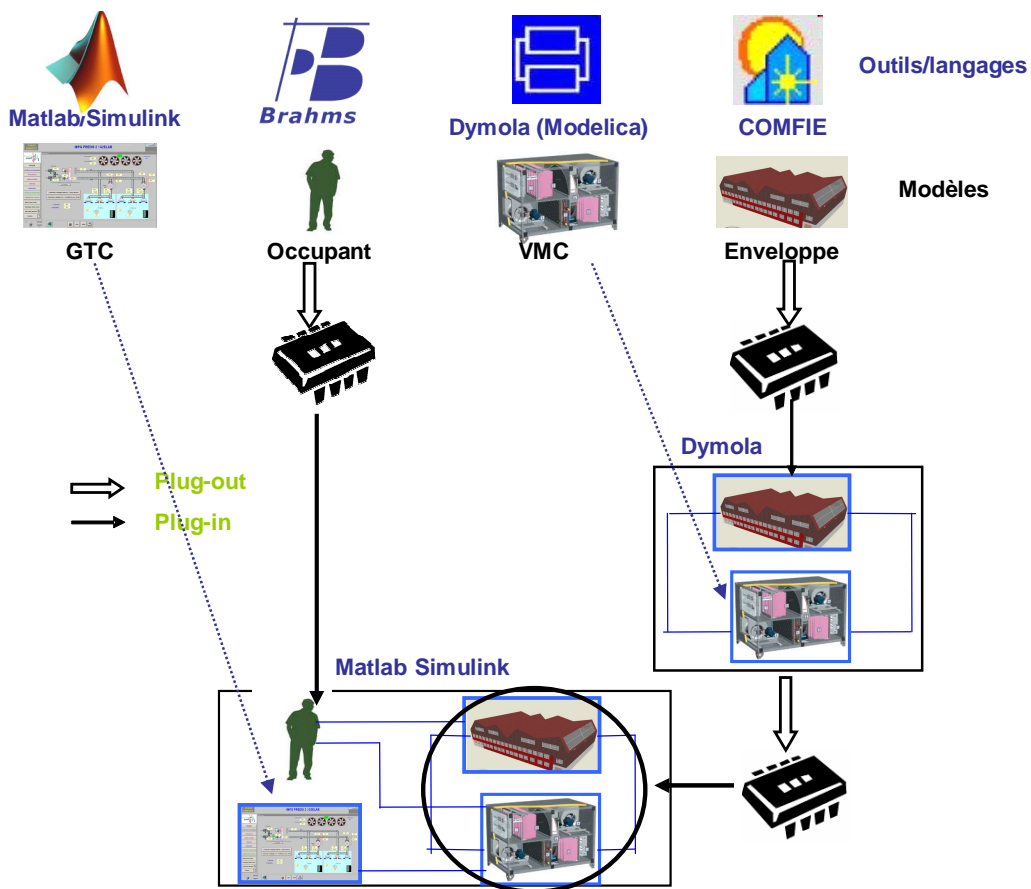 Outils/langages
Matlab/Simulink
Brahms
Dymola (Modelica)
COMFIE
Modèles
GTC
Occupant
VMC
Enveloppe
Dymola
Plug-out
Plug-in
Matlab Simulink